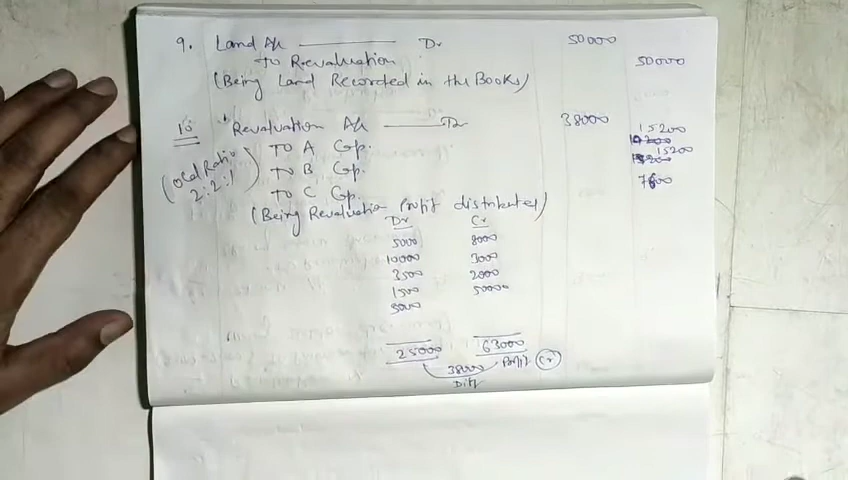 9. Land A/c ———— Dr 50000
To Revaluation 50000
(Being Land Recorded in the Books)
10 Revaluation A/c ———— Dr 38000
To A Cap. 15200
To B Cap. 15200
To C Cap. 7600
(Old Ratio 2:2:1)
(Being Revaluation Profit distributed)
Dr Cr
5000 8000
10000 3000
3500 2000
1500 50000
5000
25000 63000
38000 Profit Cr
Diff